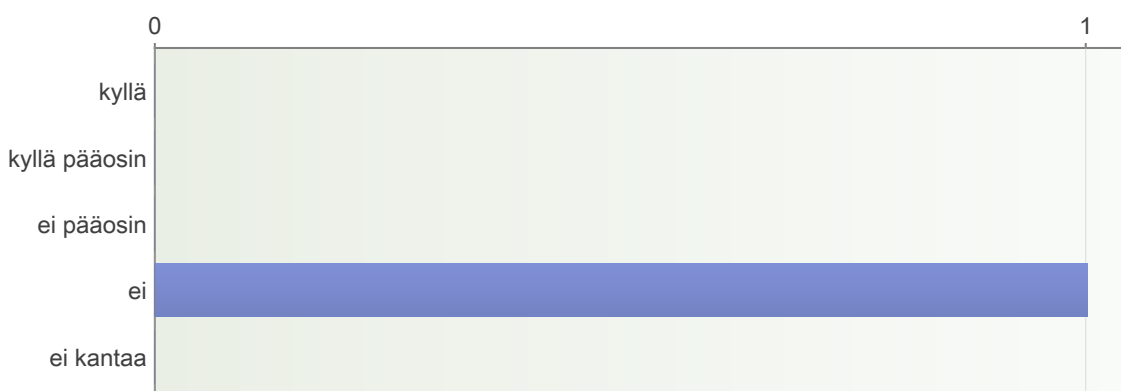 0 1
kyllä
kyllä pääosin
ei pääosin
ei
ei kantaa